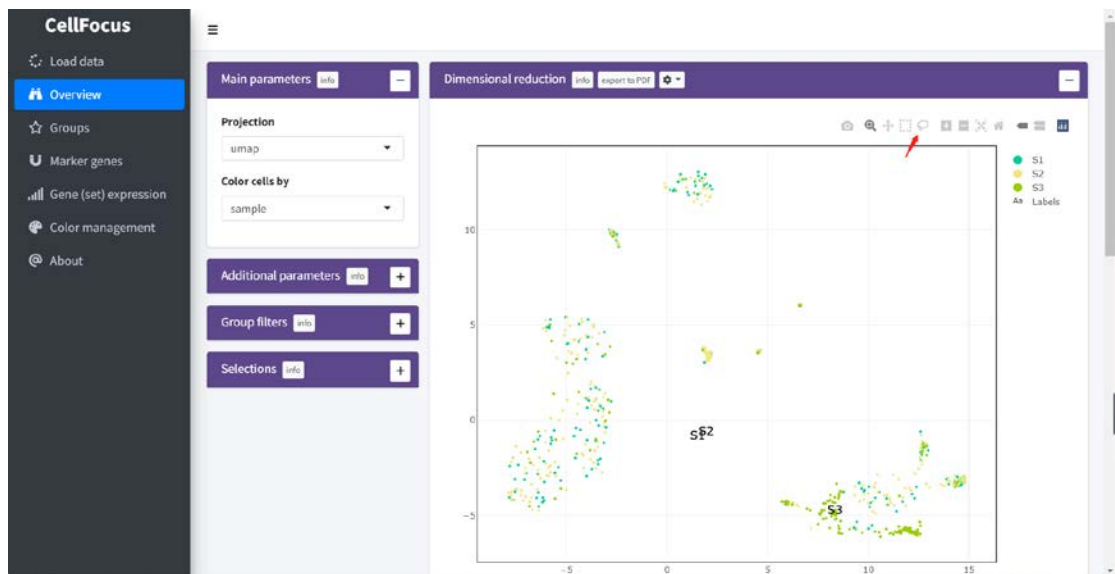 CellFocus
Load data
Overview
Groups
Marker genes
Gene (set) expression
Color management
About
Main parameters info
Projection
umap
Color cells by
sample
Additional parameters info
Group filters info
Selections info
Dimensional reduction info export to PDF
S1
S2
S3
Aa Labels
10
5
0
−5
S1
S2
S3
−5 0 5 10 15